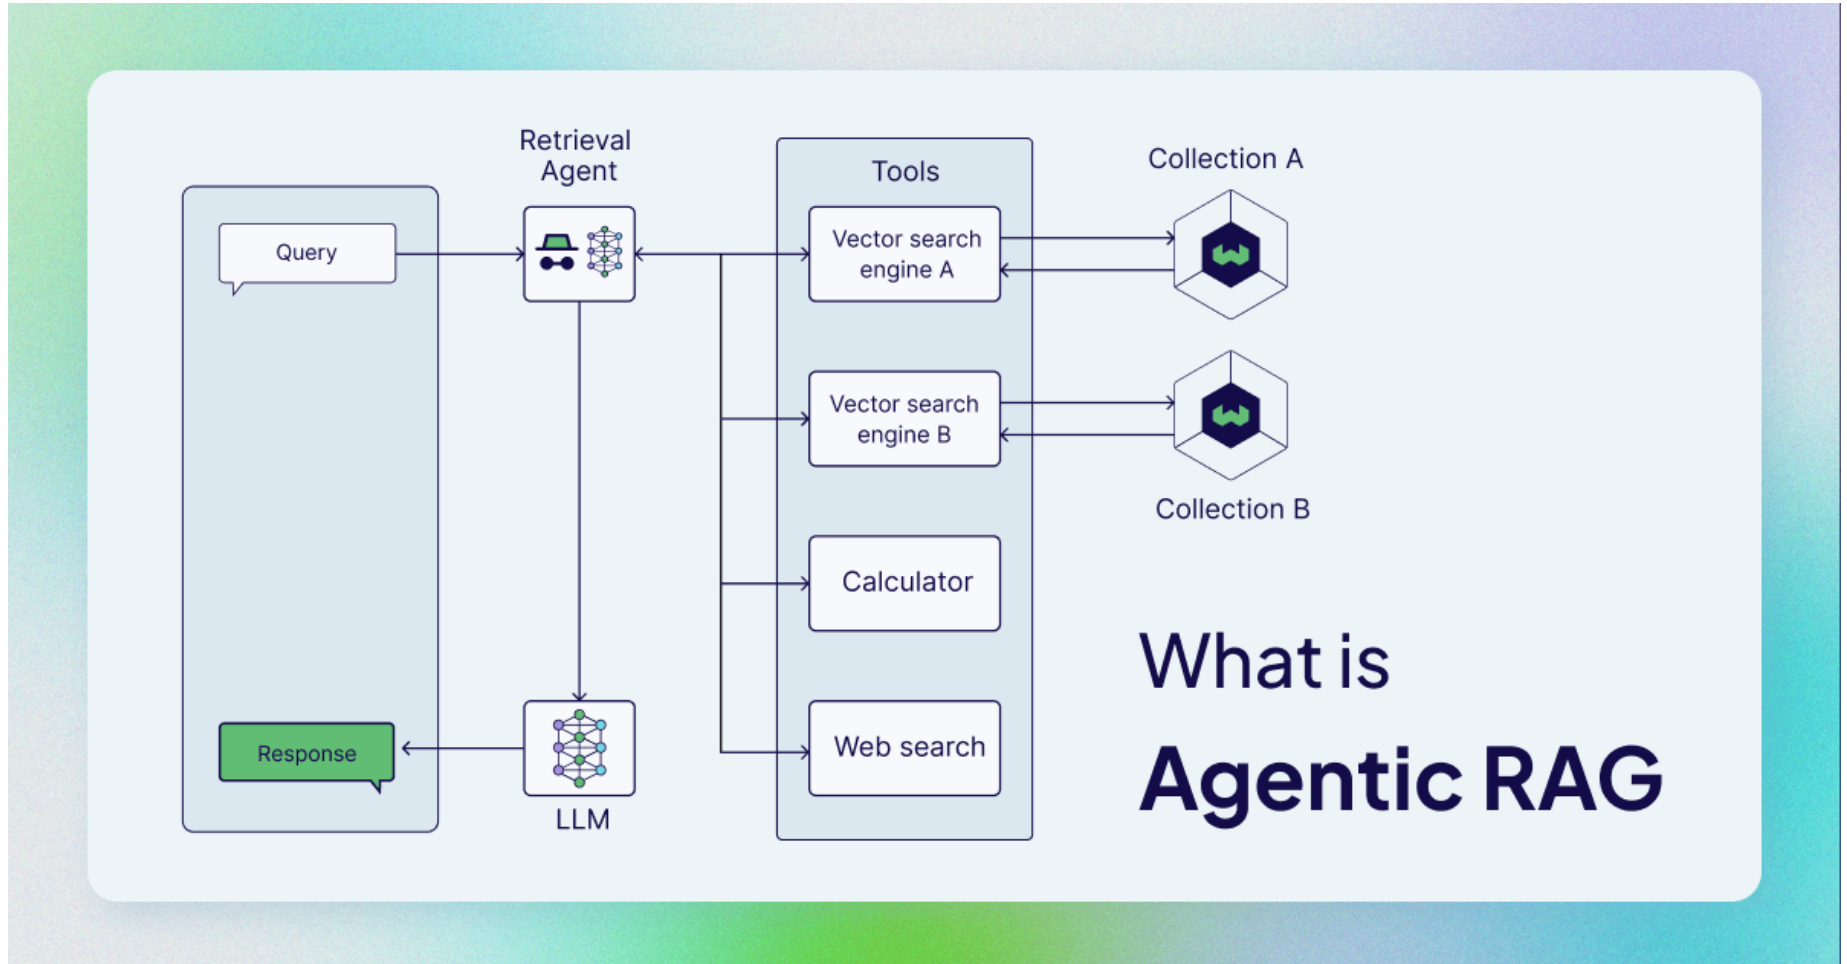 Retrieval
Agent
Tools
Collection A
Query
Vector search
engine A
Vector search
engine B
Collection B
Calculator
What is
Agentic RAG
Web search
Response
LLM